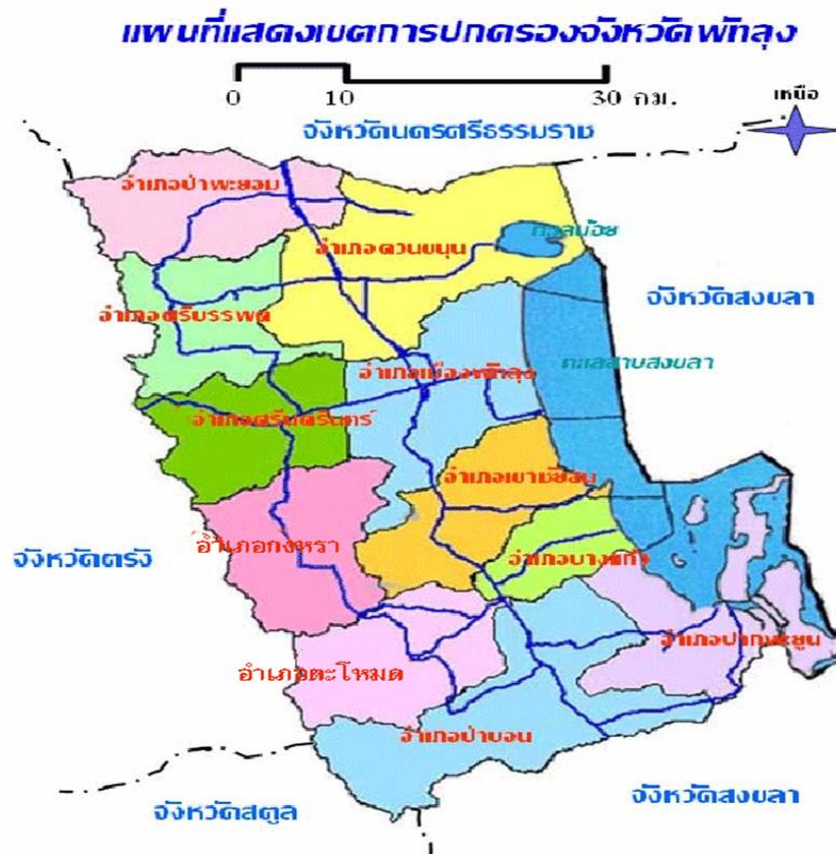 แผนที่แสดงเขตการปกครองจังหวัดพัทลุง
0 10 30 กม.
เหนือ
จังหวัดนครศรีธรรมราช
อำเภอป่าพะยอม
ทะเลน้อย
อำเภอควนขนุน
จังหวัดสงขลา
อำเภอศรีบรรพต
ทะเลสาบสงขลา
อำเภอเมืองพัทลุง
อำเภอศรีนครินทร์
อำเภอเขาชัยสน
อำเภอกงหรา
อำเภอบางแก้ว
จังหวัดตรัง
อำเภอปากพะยูน
อำเภอตะโหมด
อำเภอป่าบอน
จังหวัดสตูล
จังหวัดสงขลา